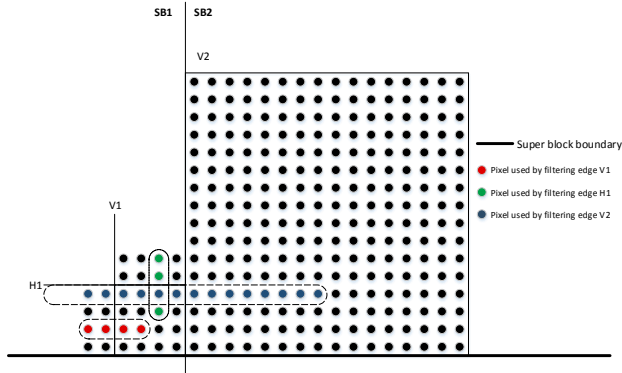 SB1 SB2
V2
Super block boundary
Pixel used by filtering edge V1
Pixel used by filtering edge H1
V1
Pixel used by filtering edge V2
H1